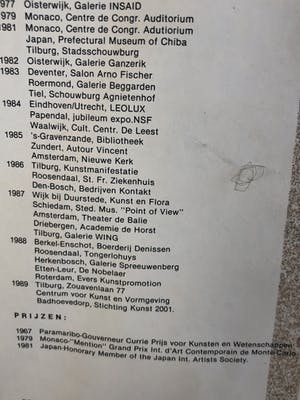 977 Oisterwijk, Galerie INSAID
979 Monaco, Centre de Congr. Auditorium
1981 Monaco, Centre de Congr. Adutiorium
Japan, Prefectural Museum of Chiba
Tilburg, Stadsschouwburg
1982 Oisterwijk, Galerie Ganzerik
1983 Deventer, Salon Arno Fischer
Roermond, Galerie Beggarden
Tiel, Schouwburg Agnietenhof
1984 Eindhoven/Utrecht, LEOLUX
Papendal, jubileum expo.NSF
Waalwijk, Cult. Centr. De Leest
1985 's-Gravenzande, Bibliotheek
Zundert, Autour Vincent
Amsterdam, Nieuwe Kerk
1986 Tilburg, Kunstmanifestatie
Roosendaal, St. Fr. Ziekenhuis
Den-Bosch, Bedrijven Kontakt
1987 Wijk bij Duurstede, Kunst en Flora
Schiedam, Sted. Mus. "Point of View"
Amsterdam, Theater de Balie
Driebergen, Academie de Horst
Tilburg, Galerie WING
1988 Berkel-Enschot, Boerderij Denissen
Roosendaal, Tongerlohuys
Herkenbosch, Galerie Spreeuwenberg
Etten-Leur, De Nobelaer
Roterdam, Evers Kunstpromotion
1989 Tilburg, Zouavenlaan 77
Centrum voor Kunst en Vormgeving
Badhoevedorp, Stichting Kunst 2001.
PRIJZEN:
1967 Paramaribo-Gouverneur Currie Prijs voor Kunsten en Wetenschappen
1979 Monaco-"Mention" Grand Prix Int. d'Art Contemporain de Monte-Carlo
1981 Japan-Honorary Member of the Japan Int. Artists Society.